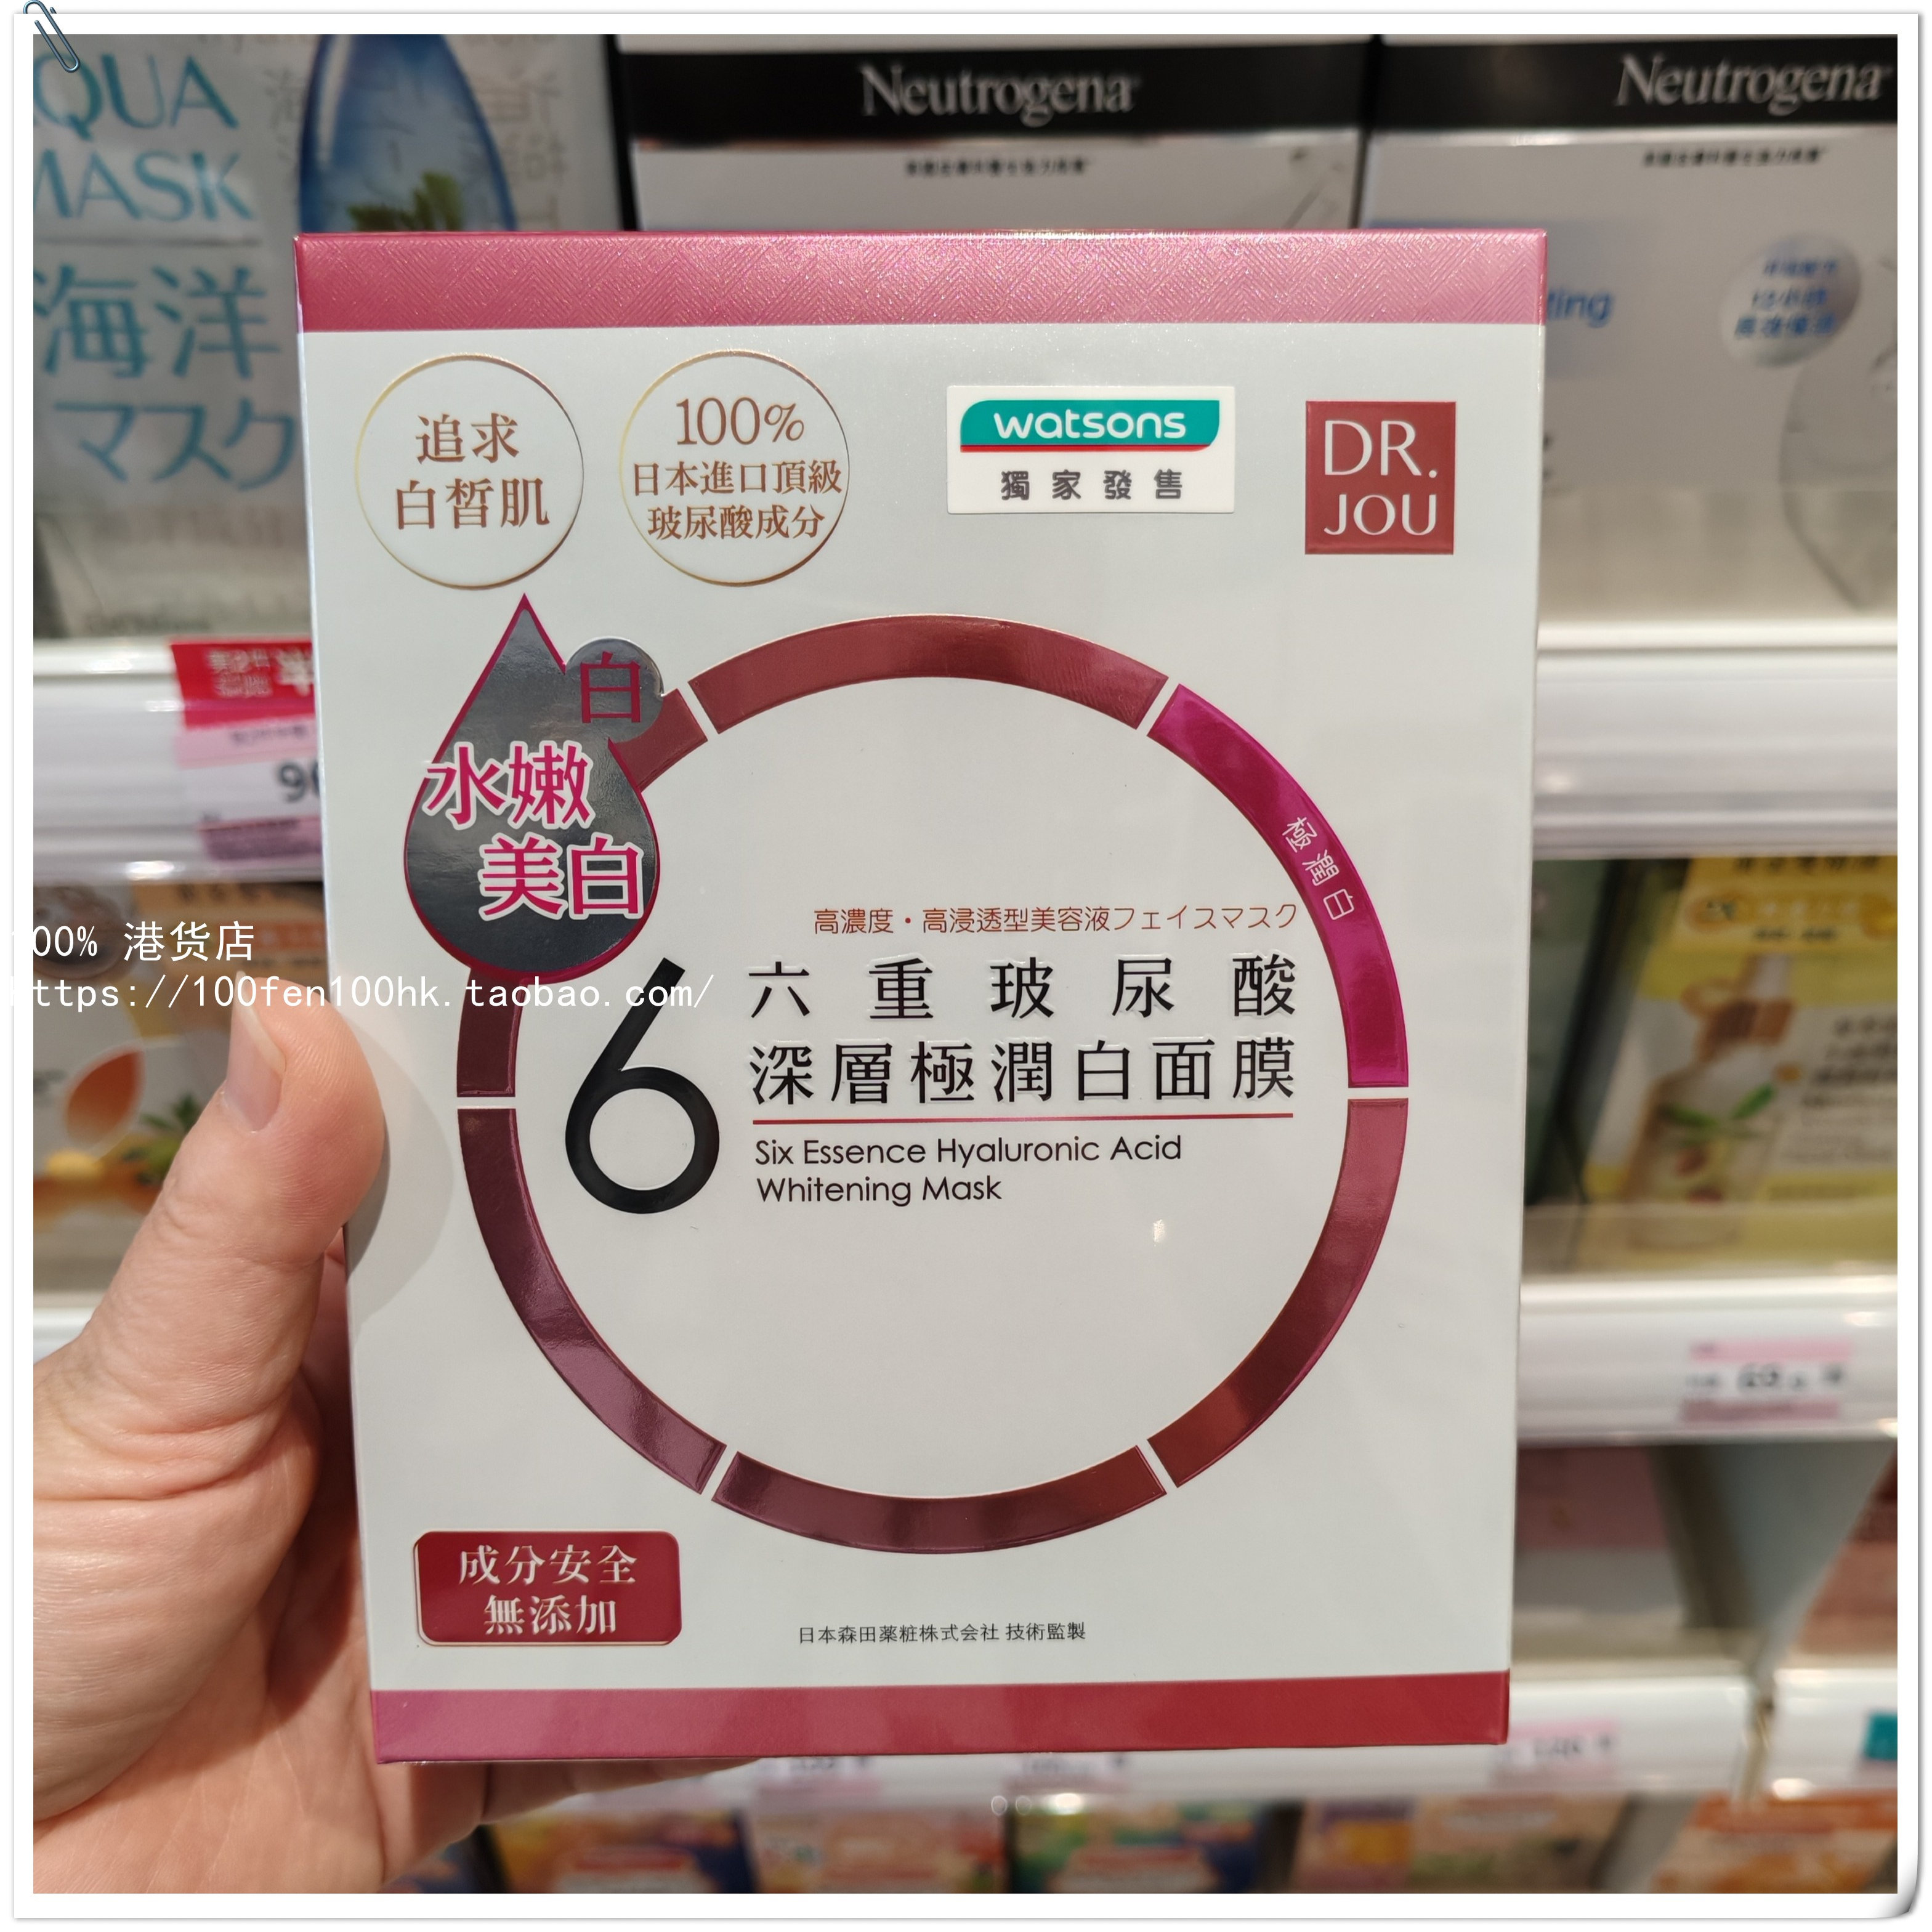 QUA
MASK
海洋
マスク
Neutrogena
Neutrogena
追求
白皙肌
100%
日本進口頂級
玻尿酸成分
watsons
獨家發售
DR.
JOU
白
水嫩
美白
極潤白
高濃度・高浸透型美容液フェイスマスク
6
六重玻尿酸
深層極潤白面膜
Six Essence Hyaluronic Acid
Whitening Mask
成分安全
無添加
日本森田薬粧株式会社 技術監製
00% 港货店
ttps://100fen100hk.taobao.com/